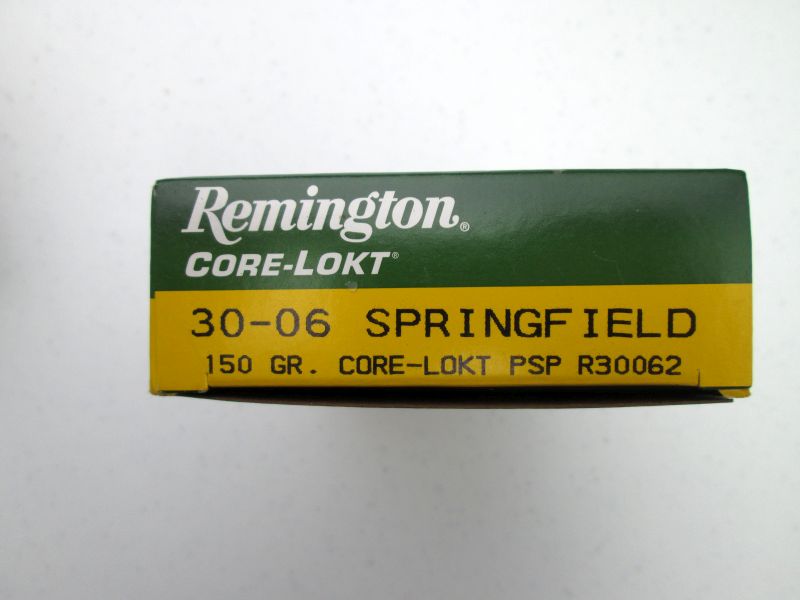 Remington®
CORE-LOKT®
30-06 SPRINGFIELD
150 GR. CORE-LOKT PSP R30062